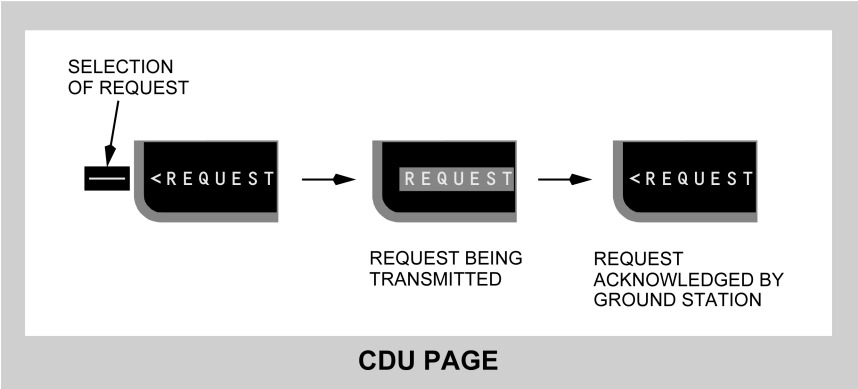 SELECTION
OF REQUEST
<REQUEST
REQUEST
<REQUEST
REQUEST BEING
TRANSMITTED
REQUEST
ACKNOWLEDGED BY
GROUND STATION
CDU PAGE